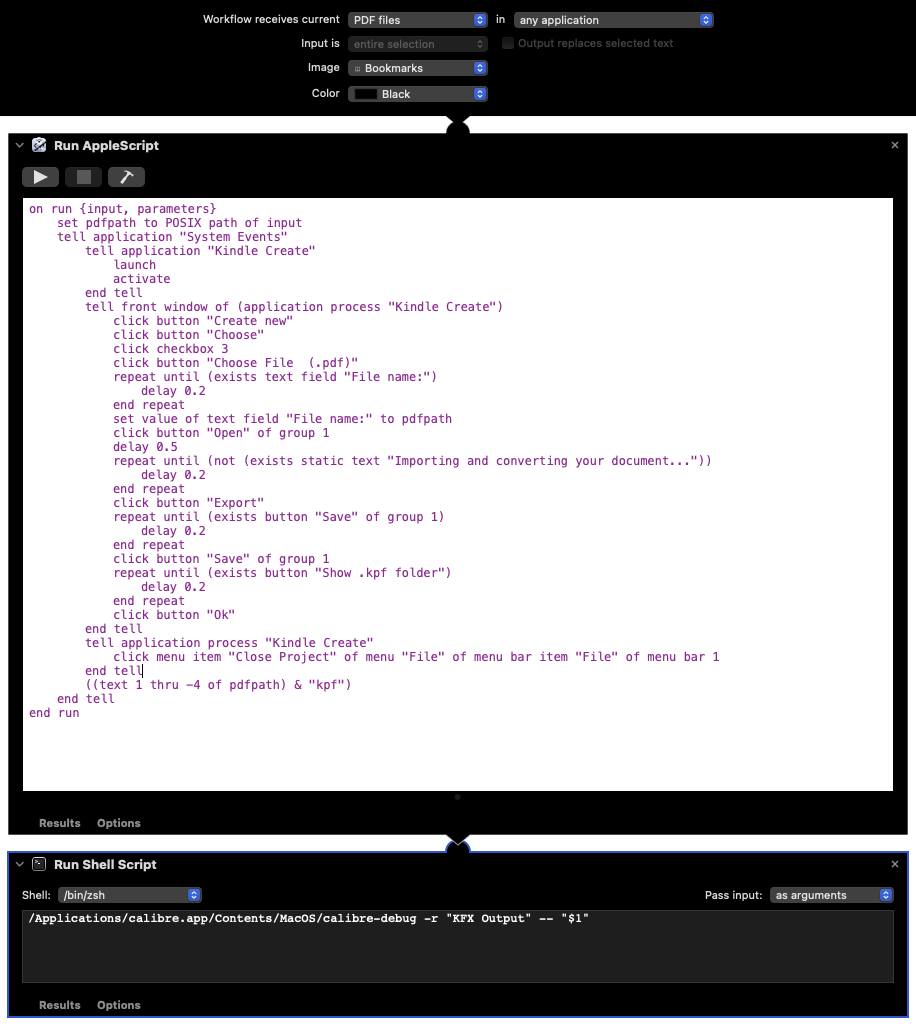 Workflow receives current PDF files in any application
Input is entire selection Output replaces selected text
Image Bookmarks
Color Black
Run AppleScript
on run {input, parameters}
set pdfpath to POSIX path of input
tell application "System Events"
tell application "Kindle Create"
launch
activate
end tell
tell front window of (application process "Kindle Create")
click button "Create new"
click button "Choose"
click checkbox 3
click button "Choose File  (.pdf)"
repeat until (exists text field "File name:")
delay 0.2
end repeat
set value of text field "File name:" to pdfpath
click button "Open" of group 1
delay 0.5
repeat until (not (exists static text "Importing and converting your document..."))
delay 0.2
end repeat
click button "Export"
repeat until (exists button "Save" of group 1)
delay 0.2
end repeat
click button "Save" of group 1
repeat until (exists button "Show .kpf folder")
delay 0.2
end repeat
click button "Ok"
end tell
tell application process "Kindle Create"
click menu item "Close Project" of menu "File" of menu bar item "File" of menu bar 1
end tell
((text 1 thru -4 of pdfpath) & "kpf")
end tell
end run
Results Options
Run Shell Script
Shell: /bin/zsh Pass input: as arguments
/Applications/calibre.app/Contents/MacOS/calibre-debug -r "KFX Output" -- "$1"
Results Options